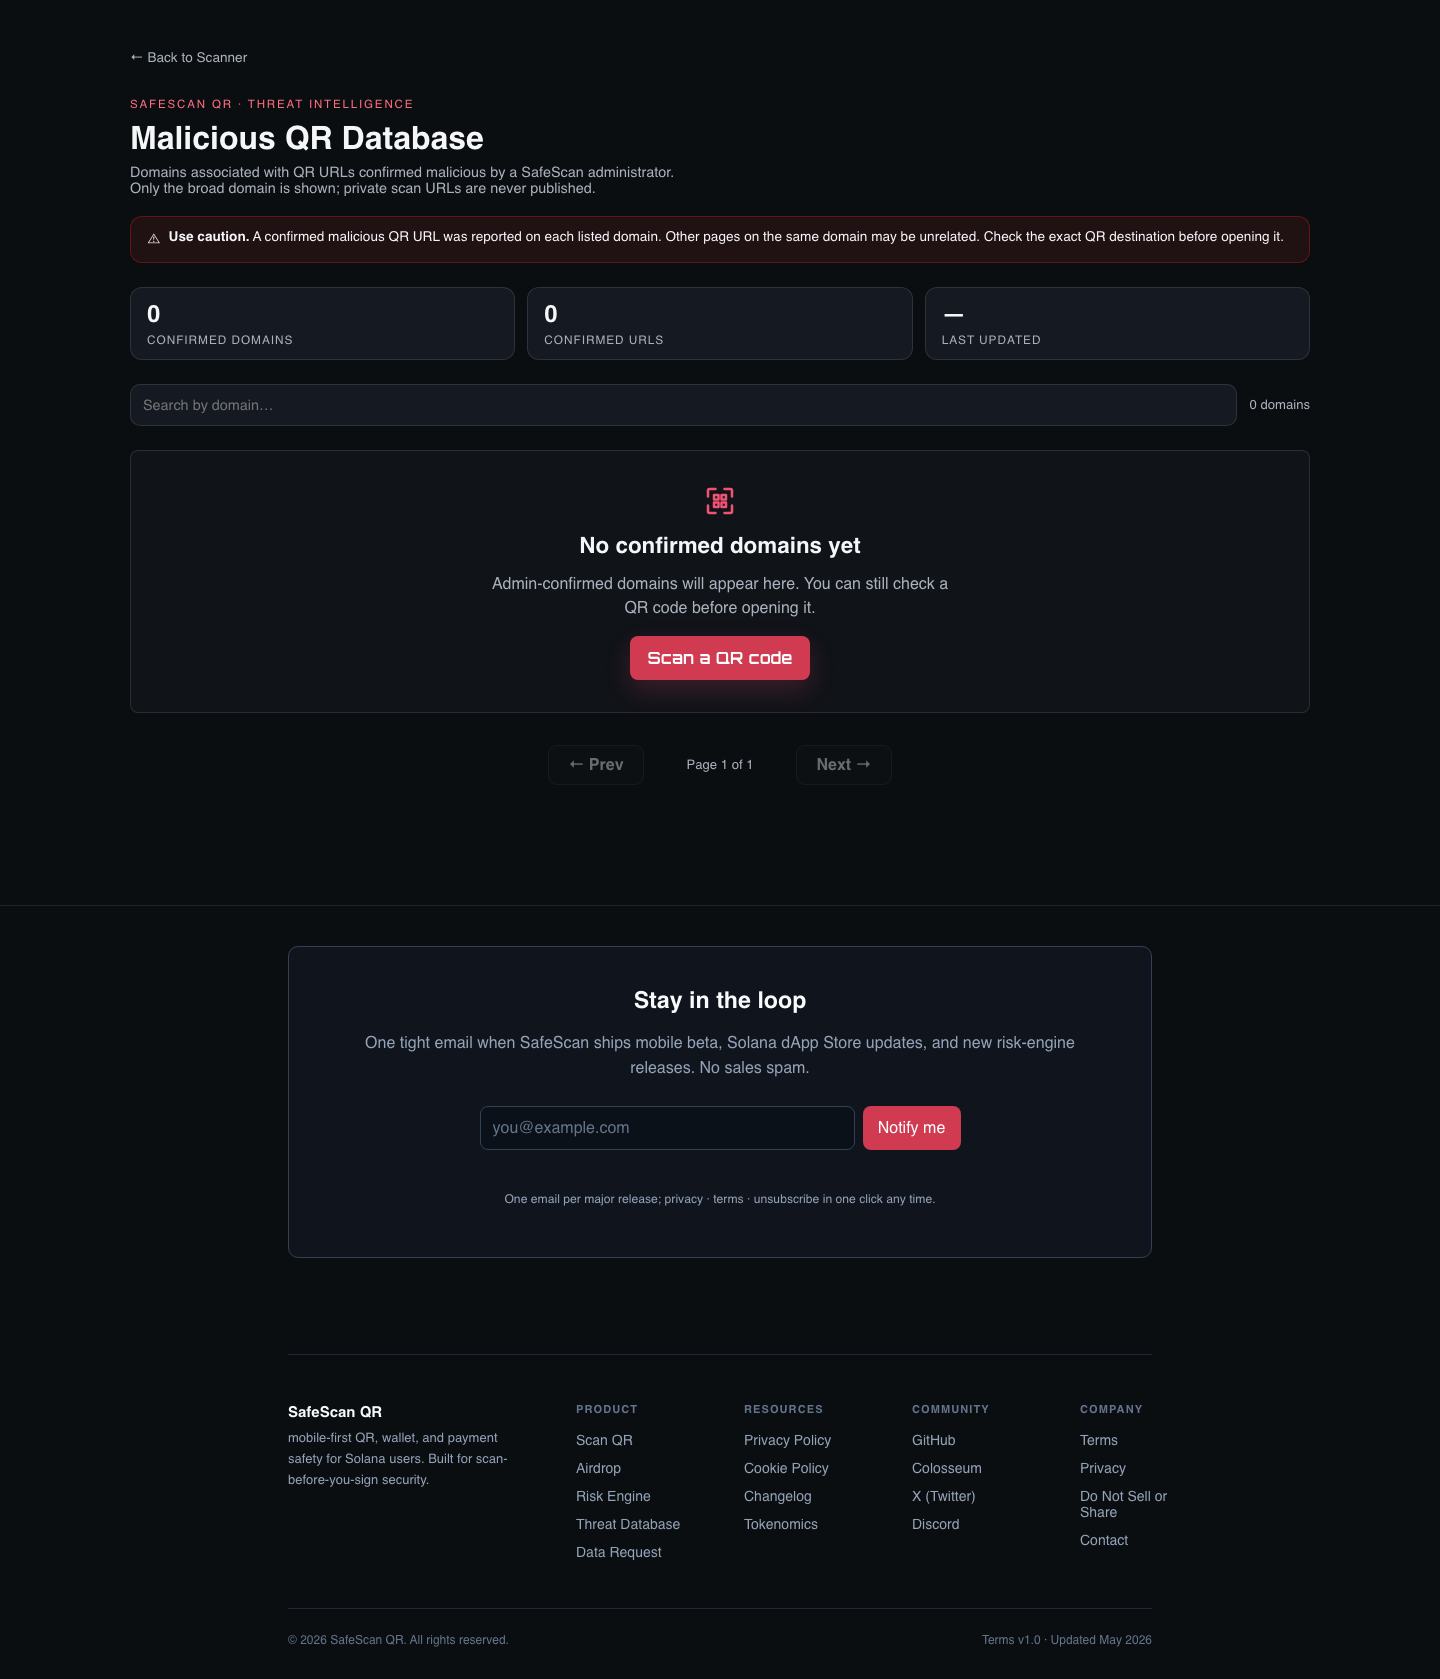 ← Back to Scanner
SAFESCAN QR · THREAT INTELLIGENCE
Malicious QR Database
Domains associated with QR URLs confirmed malicious by a SafeScan administrator.
Only the broad domain is shown; private scan URLs are never published.
⚠ Use caution. A confirmed malicious QR URL was reported on each listed domain. Other pages on the same domain may be unrelated. Check the exact QR destination before opening it.
0
CONFIRMED DOMAINS
0
CONFIRMED URLS
—
LAST UPDATED
Search by domain…
0 domains
No confirmed domains yet
Admin-confirmed domains will appear here. You can still check a
QR code before opening it.
Scan a QR code
← Prev
Page 1 of 1
Next →
Stay in the loop
One tight email when SafeScan ships mobile beta, Solana dApp Store updates, and new risk-engine
releases. No sales spam.
you@example.com
Notify me
One email per major release; privacy · terms · unsubscribe in one click any time.
SafeScan QR
mobile-first QR, wallet, and payment
safety for Solana users. Built for scan-
before-you-sign security.
PRODUCT
Scan QR
Airdrop
Risk Engine
Threat Database
Data Request
RESOURCES
Privacy Policy
Cookie Policy
Changelog
Tokenomics
COMMUNITY
GitHub
Colosseum
X (Twitter)
Discord
COMPANY
Terms
Privacy
Do Not Sell or
Share
Contact
© 2026 SafeScan QR. All rights reserved.
Terms v1.0 · Updated May 2026